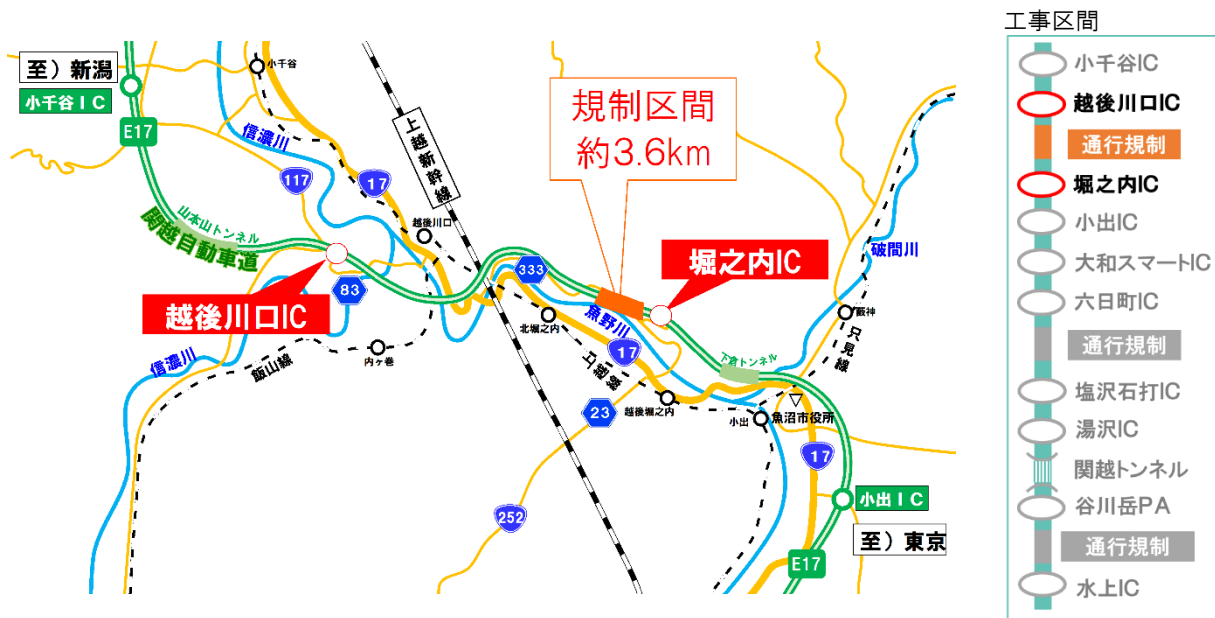 工事区間
至）新潟
小千谷ＩＣ
E17
小千谷
信濃川
117
17
上越新幹線
規制区間
約3.6km
山本山トンネル
関越自動車道
越後川口
333
堀之内IC
破間川
越後川口IC
83
魚野川
北堀之内
藪神
只見線
信濃川
飯山線
内ヶ巻
17
上越線
下倉トンネル
23
越後堀之内
小出
魚沼市役所
17
252
小出ＩＣ
至）東京
E17
小千谷IC
越後川口IC
通行規制
堀之内IC
小出IC
大和スマートIC
六日町IC
通行規制
塩沢石打IC
湯沢IC
関越トンネル
谷川岳PA
通行規制
水上IC